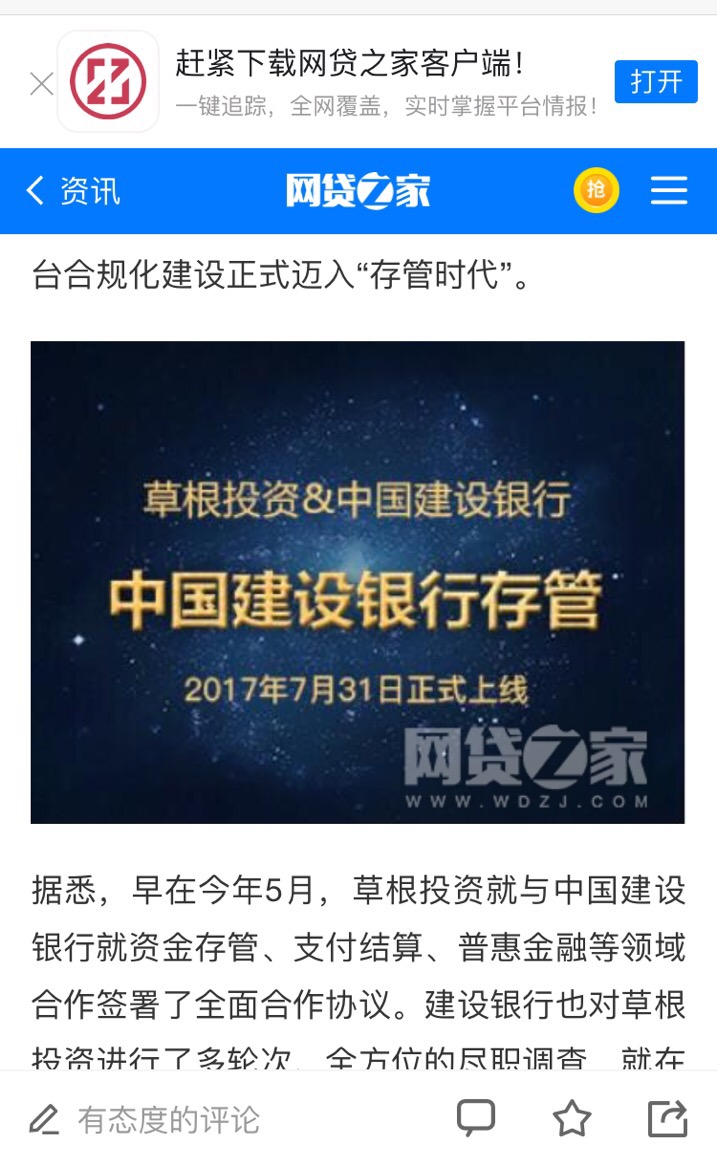 赶紧下载网贷之家客户端！
一键追踪，全网覆盖，实时掌握平台情报！
打开
资讯
网贷之家
抢
台合规化建设正式迈入“存管时代”。
草根投资&中国建设银行
中国建设银行存管
2017年7月31日正式上线
网贷之家
WWW.WDZJ.COM
据悉，早在今年5月，草根投资就与中国建设
银行就资金存管、支付结算、普惠金融等领域
合作签署了全面合作协议。建设银行也对草根
投资进行了多轮次、全方位的尽职调查，就在
有态度的评论